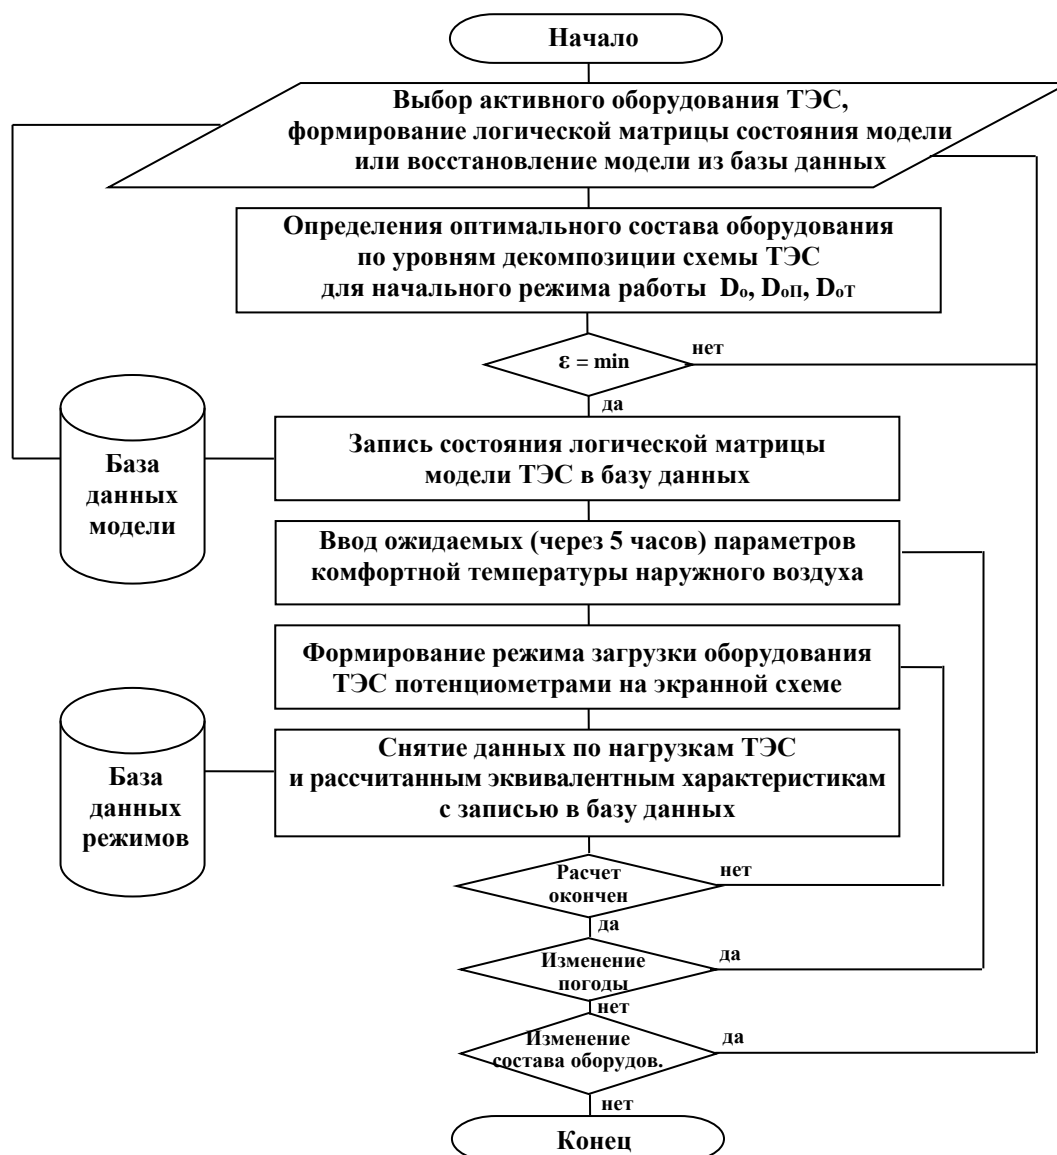 Начало
Выбор активного оборудования ТЭС,
формирование логической матрицы состояния модели
или восстановление модели из базы данных
Определения оптимального состава оборудования
по уровням декомпозиции схемы ТЭС
для начального режима работы Dо, DоП, DоТ
ε = min
нет
да
База
данных
модели
Запись состояния логической матрицы
модели ТЭС в базу данных
Ввод ожидаемых (через 5 часов) параметров
комфортной температуры наружного воздуха
Формирование режима загрузки оборудования
ТЭС потенциометрами на экранной схеме
База
данных
режимов
Снятие данных по нагрузкам ТЭС
и рассчитанным эквивалентным характеристикам
с записью в базу данных
Расчет
окончен
нет
да
Изменение
погоды
да
нет
Изменение
состава оборудов.
да
нет
Конец